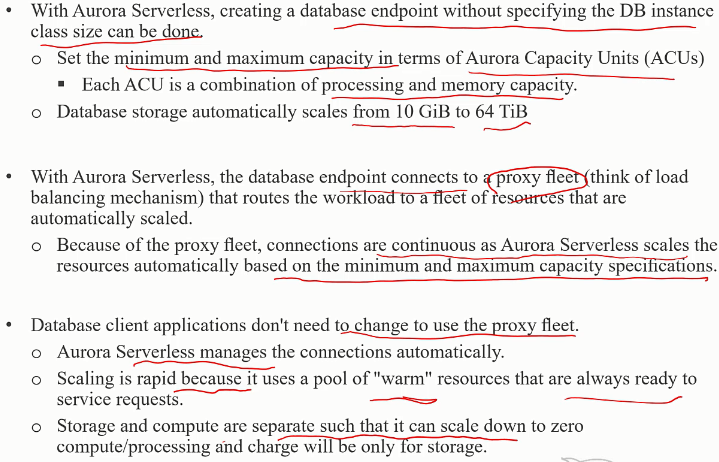 • With Aurora Serverless, creating a database endpoint without specifying the DB instance
class size can be done.
o Set the minimum and maximum capacity in terms of Aurora Capacity Units (ACUs)
▪ Each ACU is a combination of processing and memory capacity.
o Database storage automatically scales from 10 GiB to 64 TiB
• With Aurora Serverless, the database endpoint connects to a proxy fleet (think of load
balancing mechanism) that routes the workload to a fleet of resources that are
automatically scaled.
o Because of the proxy fleet, connections are continuous as Aurora Serverless scales the
resources automatically based on the minimum and maximum capacity specifications.
• Database client applications don't need to change to use the proxy fleet.
o Aurora Serverless manages the connections automatically.
o Scaling is rapid because it uses a pool of "warm" resources that are always ready to
service requests.
o Storage and compute are separate such that it can scale down to zero
compute/processing and charge will be only for storage.